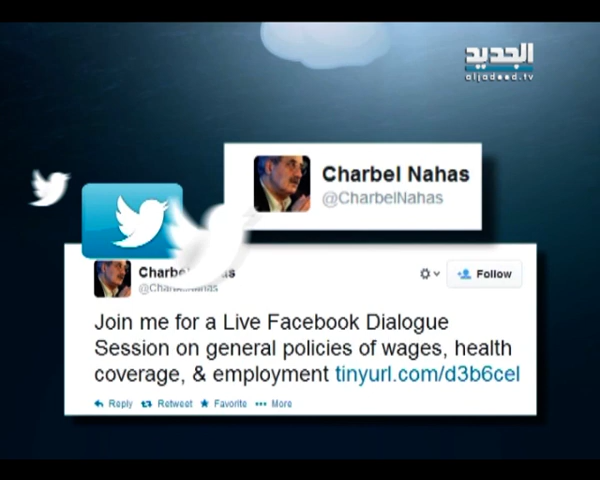 الجديد
aljadeed.tv
Charbel Nahas
@CharbelNahas
Follow
Join me for a Live Facebook Dialogue
Session on general policies of wages, health
coverage, & employment tinyurl.com/d3b6cel
Reply Retweet Favorite More